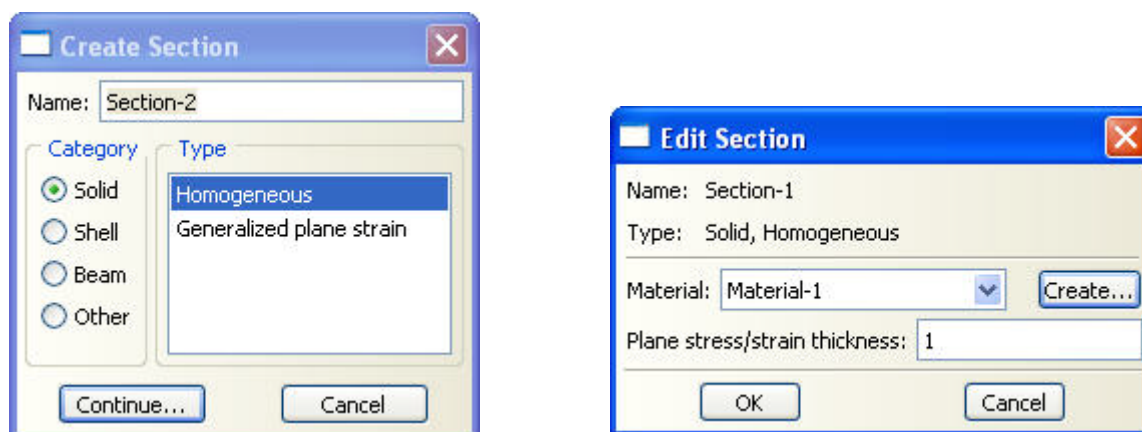 Create Section
Name: Section-2
Category Type
Solid
Shell
Beam
Other
Homogeneous
Generalized plane strain
Continue... Cancel
Edit Section
Name: Section-1
Type: Solid, Homogeneous
Material: Material-1 Create...
Plane stress/strain thickness: 1
OK Cancel